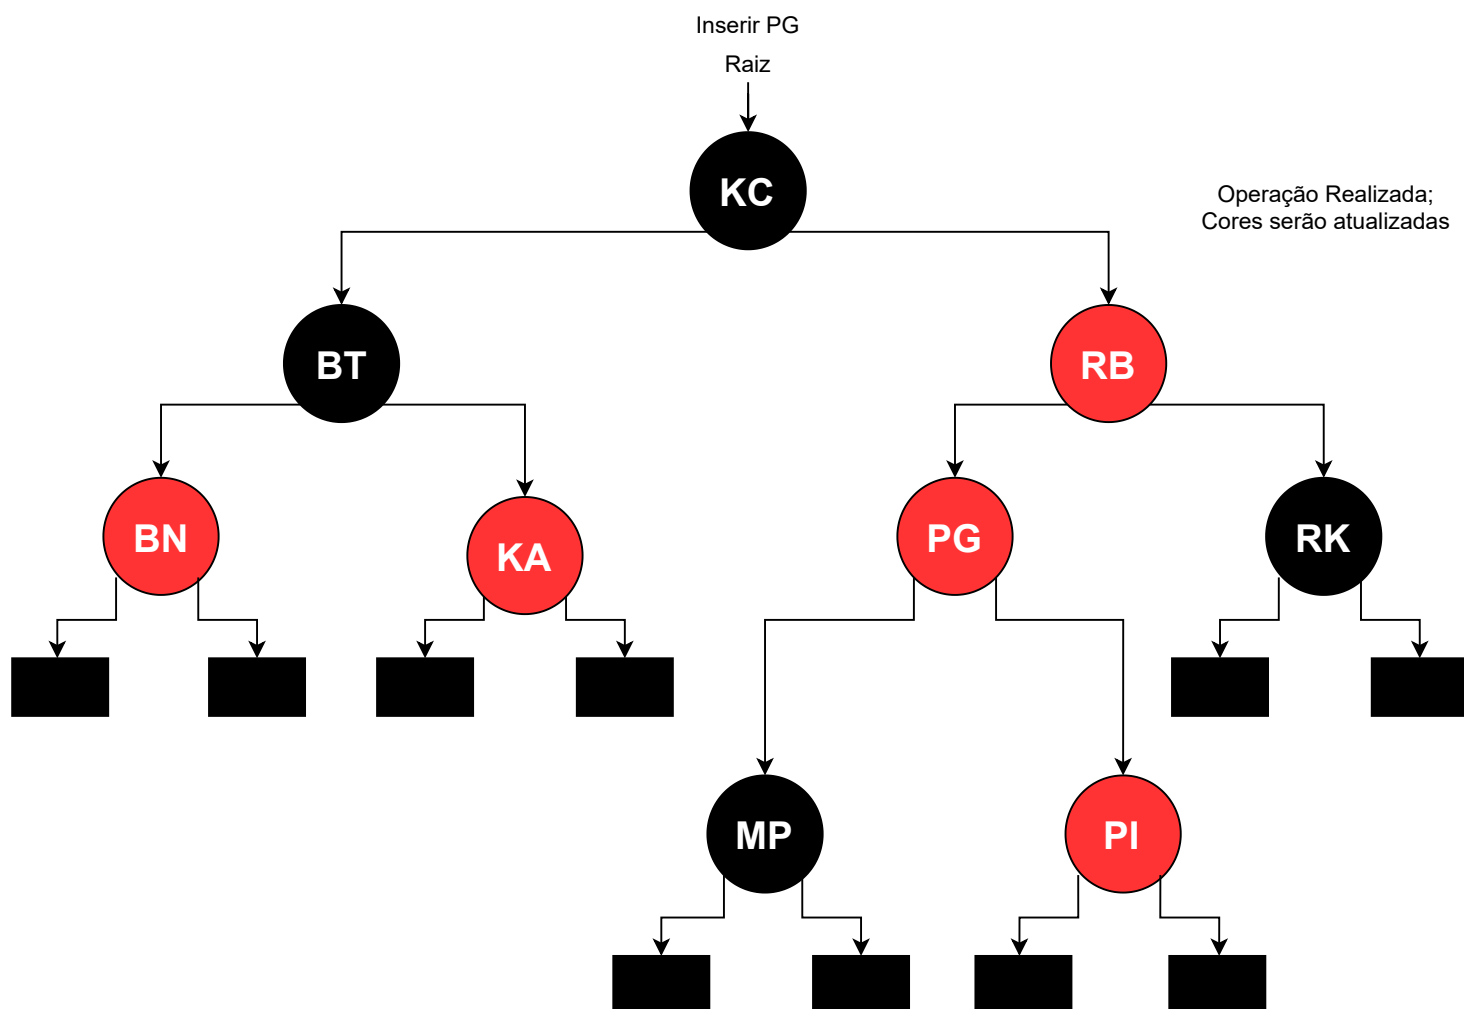 Inserir PG
Raiz
KC
Operação Realizada;
Cores serão atualizadas
BT
RB
BN
KA
PG
RK
MP
PI